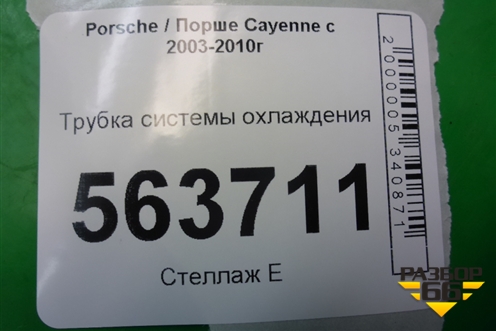 Porsche / Порше Cayenne с
2003-2010г
Трубка системы охлаждения
563711
Стеллаж Е
2000005340871
РАЗБОР
66